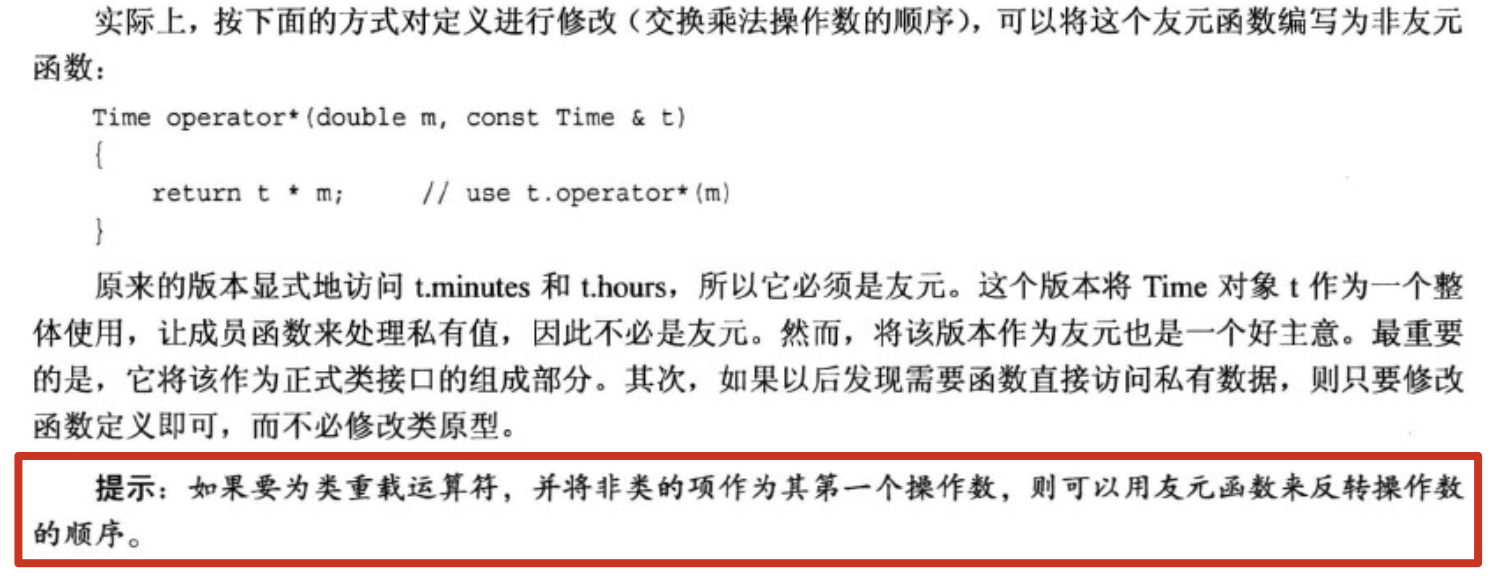 实际上，按下面的方式对定义进行修改（交换乘法操作数的顺序），可以将这个友元函数编写为非友元
函数：
Time operator*(double m, const Time & t)
{
    return t * m;     // use t.operator*(m)
}
原来的版本显式地访问 t.minutes 和 t.hours，所以它必须是友元。这个版本将 Time 对象 t 作为一个整
体使用，让成员函数来处理私有值，因此不必是友元。然而，将该版本作为友元也是一个好主意。最重要
的是，它将该作为正式类接口的组成部分。其次，如果以后发现需要函数直接访问私有数据，则只要修改
函数定义即可，而不必修改类原型。
提示：如果要为类重载运算符，并将非类的项作为其第一个操作数，则可以用友元函数来反转操作数
的顺序。